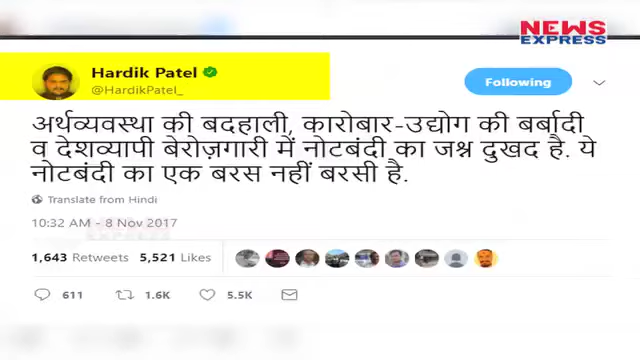 NEWS
EXPRESS
Hardik Patel
@HardikPatel_
Following
अर्थव्यवस्था की बदहाली, कारोबार-उद्योग की बर्बादी
व देशव्यापी बेरोज़गारी में नोटबंदी का जश्न दुखद है. ये
नोटबंदी का एक बरस नहीं बरसी है.
Translate from Hindi
10:32 AM - 8 Nov 2017
EXPRESS
1,643 Retweets 5,521 Likes
611 1.6K 5.5K